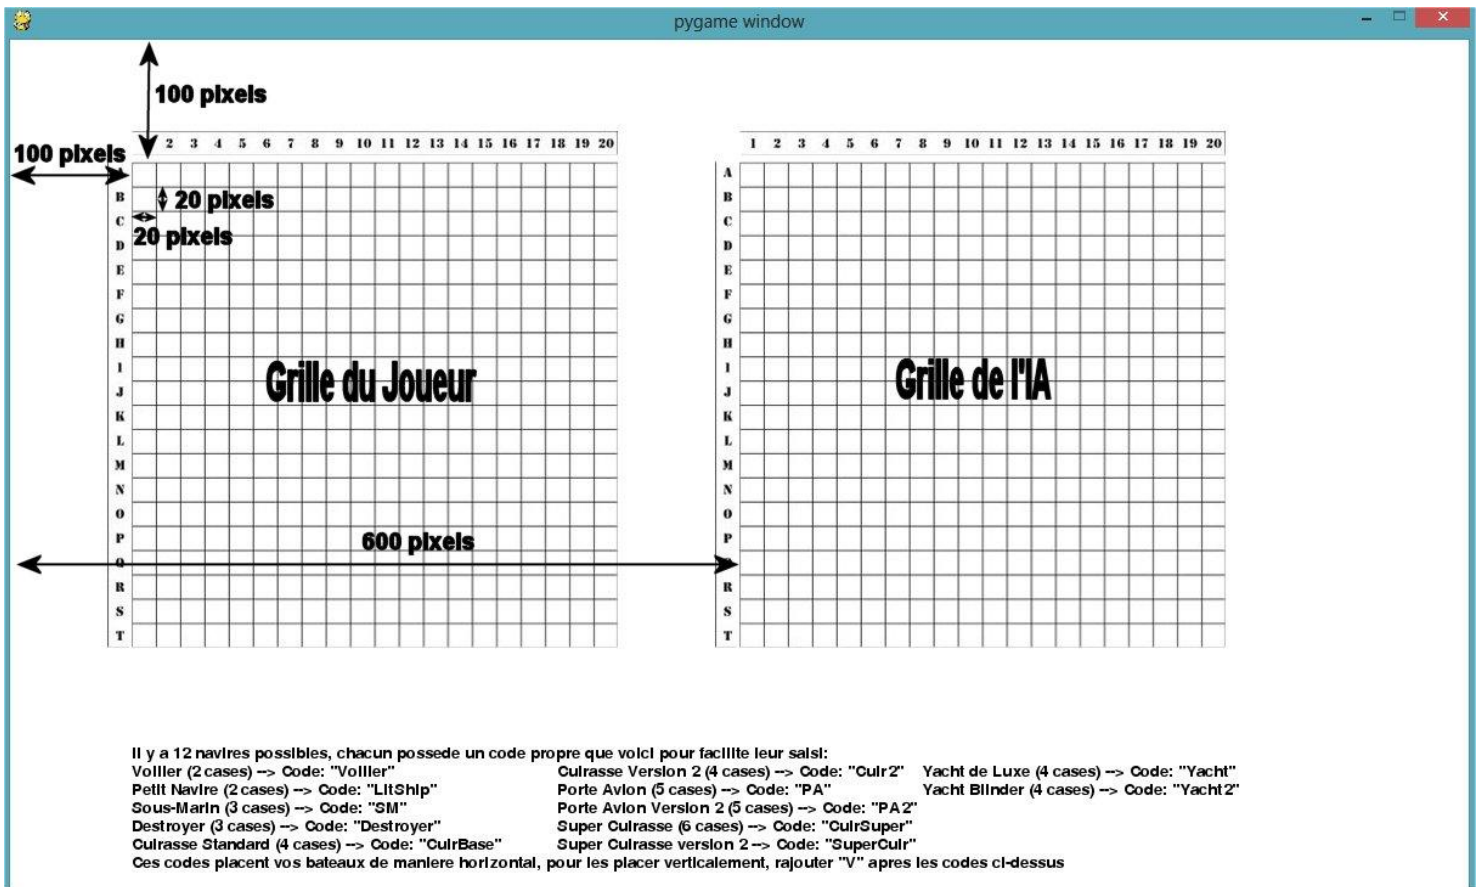 pygame window
100 pixels
2 3 4 5 6 7 8 9 10 11 12 13 14 15 16 17 18 19 20
1 2 3 4 5 6 7 8 9 10 11 12 13 14 15 16 17 18 19 20
100 pixels
A
B
20 pixels
B
C
C
20 pixels
D
D
E
E
F
F
G
G
H
H
I
I
Grille du Joueur
Grille de l'IA
J
J
K
K
L
L
M
M
N
N
O
O
600 pixels
P
P
Q
R
R
S
S
T
T
Il y a 12 navires possibles, chacun possede un code propre que voici pour facilite leur saisi:
Voilier (2 cases) --> Code: "Voilier"
Petit Navire (2 cases) --> Code: "LitShip"
Sous-Marin (3 cases) --> Code: "SM"
Destroyer (3 cases) --> Code: "Destroyer"
Cuirasse Standard (4 cases) --> Code: "CuirBase"
Cuirasse Version 2 (4 cases) --> Code: "Cuir2"
Porte Avion (5 cases) --> Code: "PA"
Porte Avion Version 2 (5 cases) --> Code: "PA2"
Super Cuirasse (6 cases) --> Code: "CuirSuper"
Super Cuirasse version 2--> Code: "SuperCuir"
Yacht de Luxe (4 cases) --> Code: "Yacht"
Yacht Blinder (4 cases) --> Code: "Yacht2"
Ces codes placent vos bateaux de maniere horizontal, pour les placer verticalement, rajouter "V" apres les codes ci-dessus